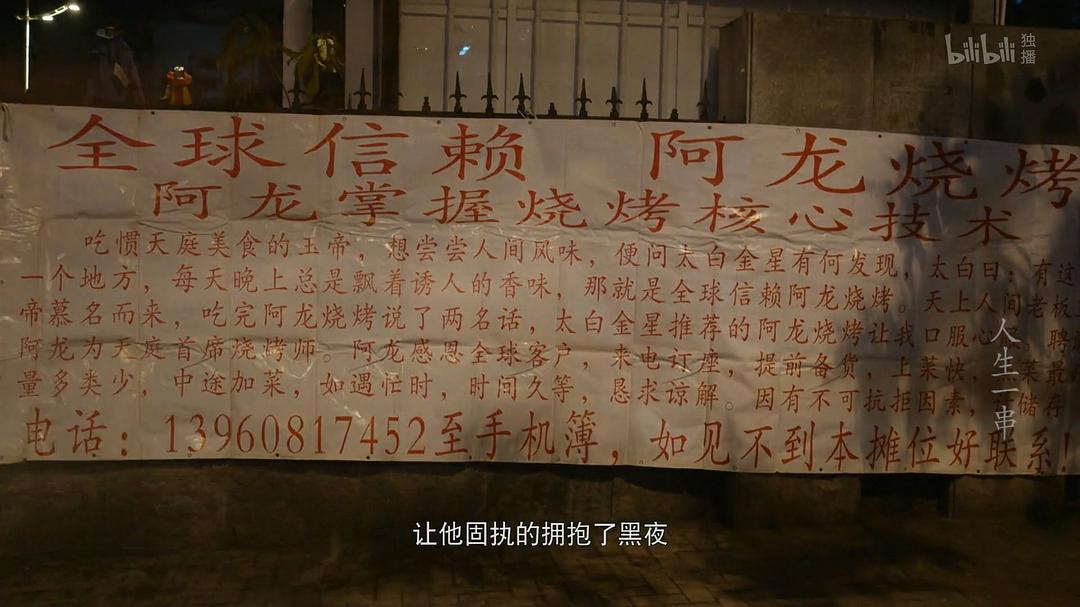 bilibili 独播
全球信赖 阿龙烧烤
阿龙掌握烧烤核心技术
吃惯天庭美食的玉帝，想尝尝人间风味，便问太白金星有何发现，太白曰：有这
一个地方，每天晚上总是飘着诱人的香味，那就是全球信赖阿龙烧烤。天上人间老板
帝慕名而来，吃完阿龙烧烤说了两名话，太白金星推荐的阿龙烧烤让我口服心 聘
阿龙为天庭首席烧烤师。阿龙感恩全球客户，来电订座，提前备货，上菜快， 菜最
量多类少，中途加菜，如遇忙时，时间久等，恳求谅解。因有不可抗拒因素， 储存
电话：13960817452至手机簿，如见不到本摊位好联系！
人生一串
让他固执的拥抱了黑夜